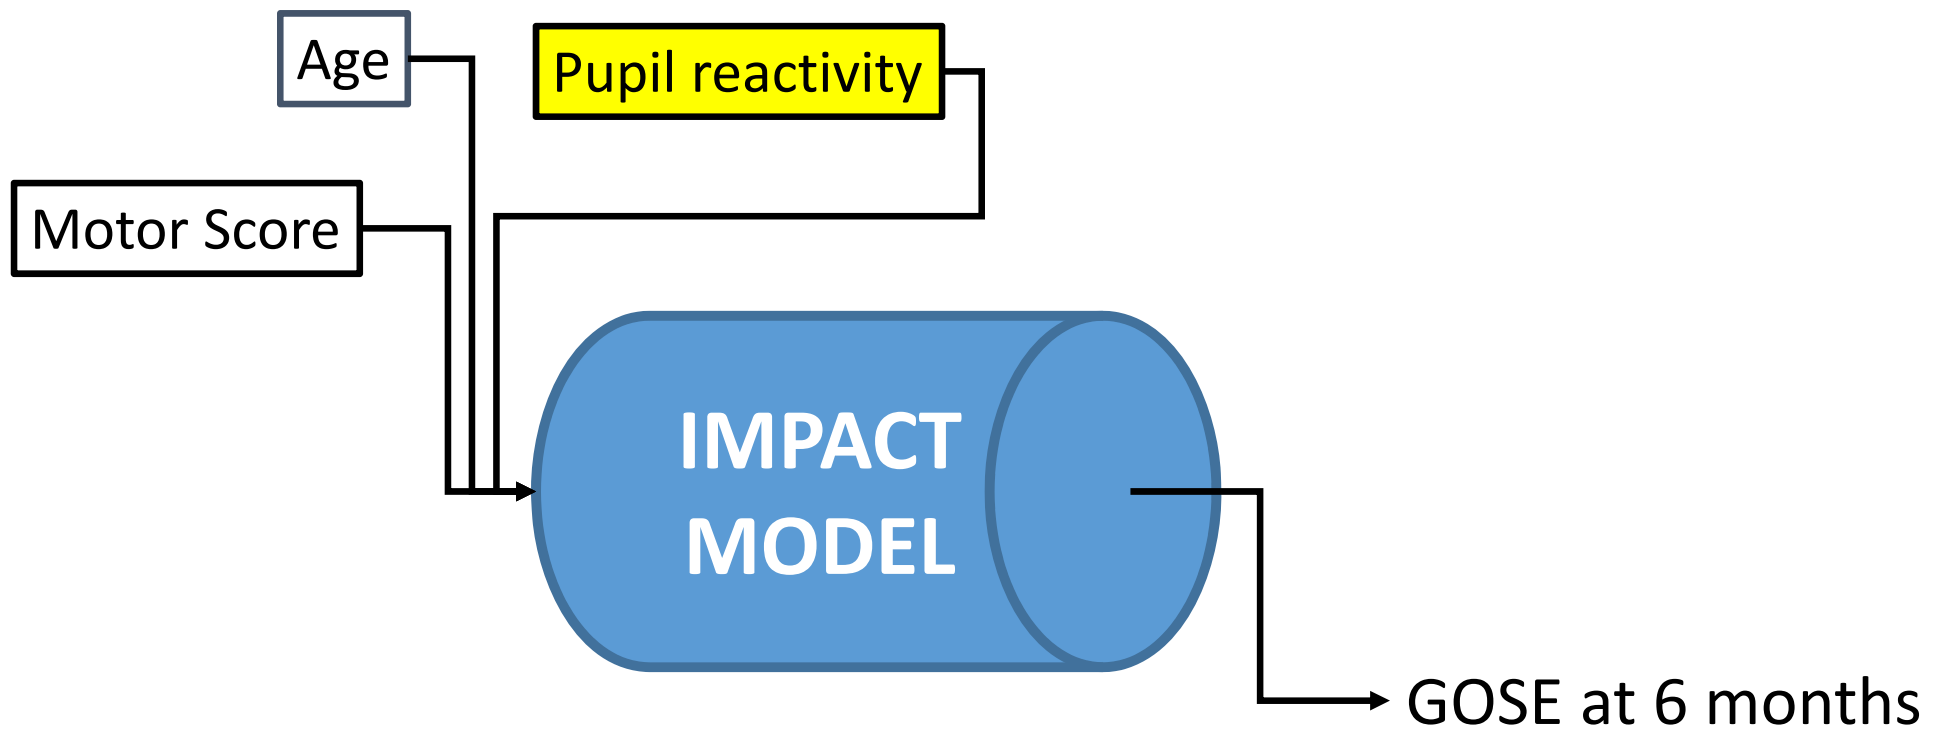 Age
Pupil reactivity
Motor Score
IMPACT
MODEL
GOSE at 6 months